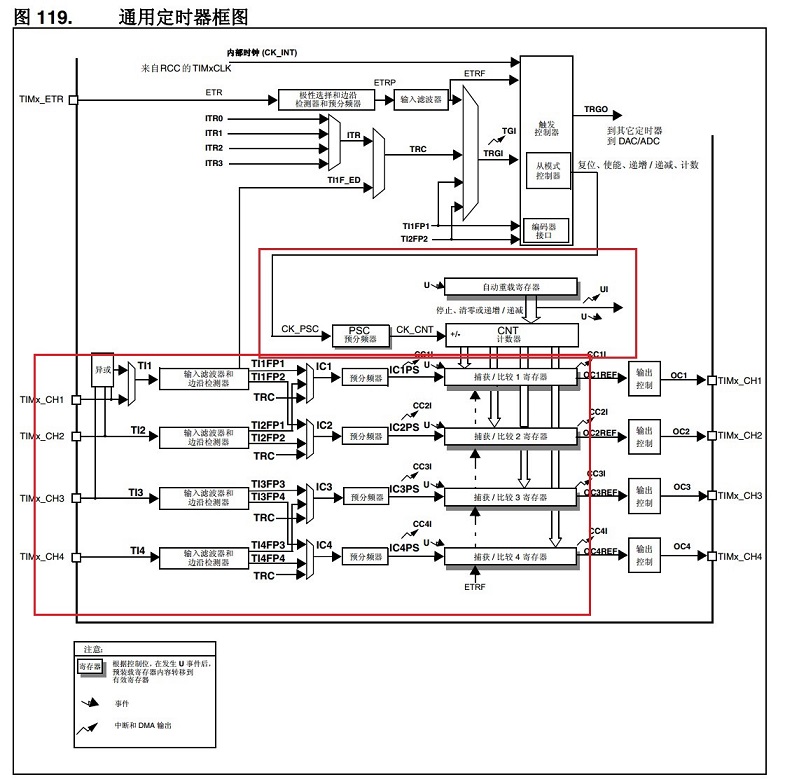 图 119. 通用定时器框图
内部时钟 (CK_INT)
来自RCC 的 TIMxCLK
ETRF
TIMx_ETR
ETR
极性选择和边沿
检测器和预分频器
ETRP
输入滤波器
触发
控制器
TRGO
到其它定时器
到 DAC/ADC
ITR0
ITR1
ITR2
ITR3
ITR
TRC
TGI
TRGI
从模式
控制器
复位、使能、递增 / 递减、计数
TI1F_ED
TI1FP1
TI2FP2
编码器
接口
U
自动重载寄存器
UI
停止、清零或递增 / 递减
U
CK_PSC
PSC
预分频器
CK_CNT
+/-
CNT
计数器
异或
TI1
输入滤波器和
边沿检测器
TI1FP1
TI1FP2
TRC
IC1
预分频器
CC1I
IC1PS
U
捕获 / 比较 1 寄存器
CC1I
OC1REF
输出
控制
OC1
TIMx_CH1
TIMx_CH1
TIMx_CH2
TI2
输入滤波器和
边沿检测器
TI2FP1
TI2FP2
TRC
IC2
预分频器
CC2I
IC2PS
U
捕获 / 比较 2 寄存器
CC2I
OC2REF
输出
控制
OC2
TIMx_CH2
TIMx_CH3
TI3
输入滤波器和
边沿检测器
TI3FP3
TI3FP4
TRC
IC3
预分频器
CC3I
IC3PS
U
捕获 / 比较 3 寄存器
CC3I
OC3REF
输出
控制
OC3
TIMx_CH3
TIMx_CH4
TI4
输入滤波器和
边沿检测器
TI4FP3
TI4FP4
TRC
IC4
预分频器
CC4I
IC4PS
U
捕获 / 比较 4 寄存器
CC4I
OC4REF
输出
控制
OC4
TIMx_CH4
ETRF
注意:
寄存器
根据控制位，在发生 U 事件后，
预装载寄存器内容转移到
有效寄存器
事件
中断和 DMA 输出